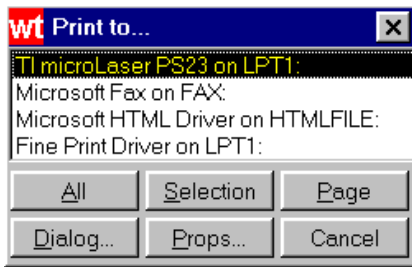 wt Print to...
TI microLaser PS23 on LPT1:
Microsoft Fax on FAX:
Microsoft HTML Driver on HTMLFILE:
Fine Print Driver on LPT1:
All Selection Page
Dialog... Props... Cancel